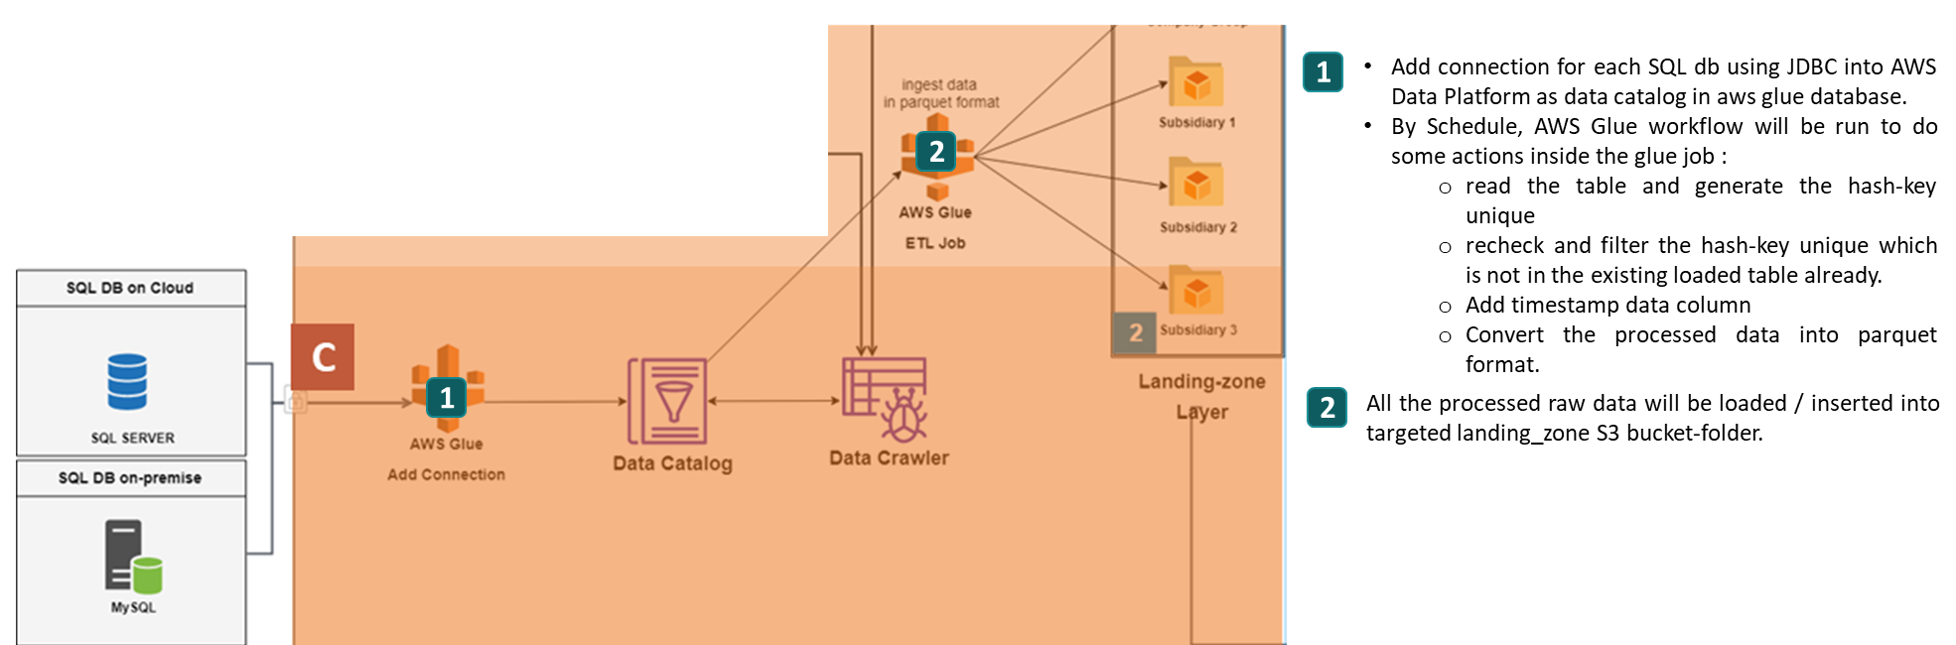 SQL DB on Cloud
SQL SERVER
SQL DB on-premise
MySQL
C
1
AWS Glue
Add Connection
Data Catalog
Data Crawler
ingest data
in parquet format
2
AWS Glue
ETL Job
Company Group
Subsidiary 1
Subsidiary 2
Subsidiary 3
2
Landing-zone
Layer
1
• Add connection for each SQL db using JDBC into AWS
Data Platform as data catalog in aws glue database.
• By Schedule, AWS Glue workflow will be run to do
some actions inside the glue job :
o read the table and generate the hash-key
unique
o recheck and filter the hash-key unique which
is not in the existing loaded table already.
o Add timestamp data column
o Convert the processed data into parquet
format.
2
All the processed raw data will be loaded / inserted into
targeted landing_zone S3 bucket-folder.